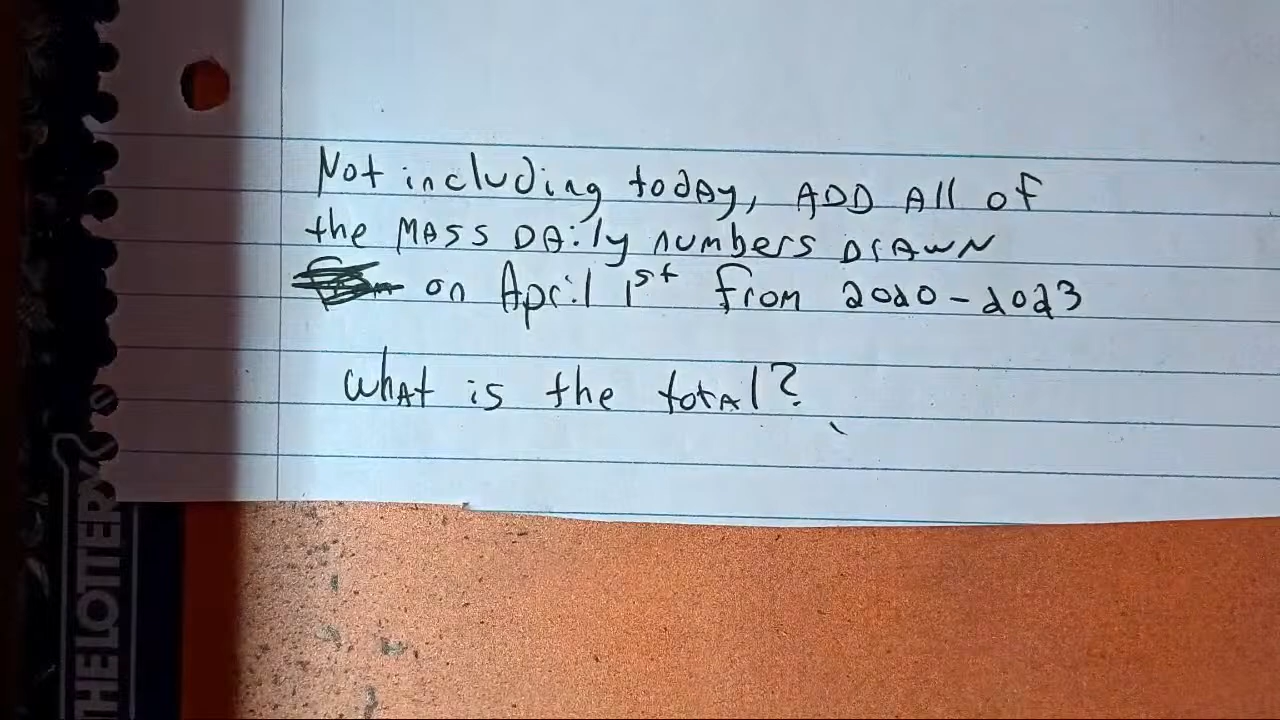 Not including today, ADD All of
the MASS DAily numbers DrAwN
on April 1st from 2020-2023
WhAt is the totAl?
THE LOTTERY